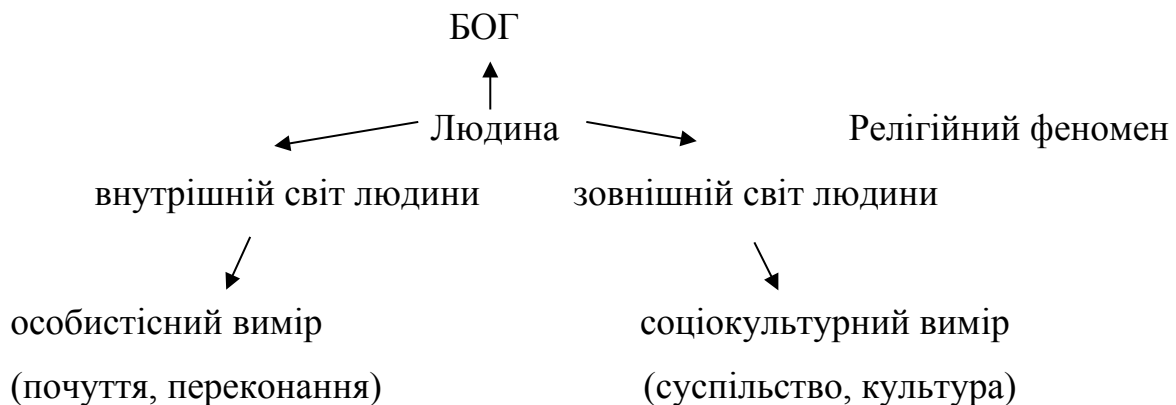 БОГ
Людина Релігійний феномен
внутрішній світ людини зовнішній світ людини
особистісний вимір соціокультурний вимір
(почуття, переконання) (суспільство, культура)